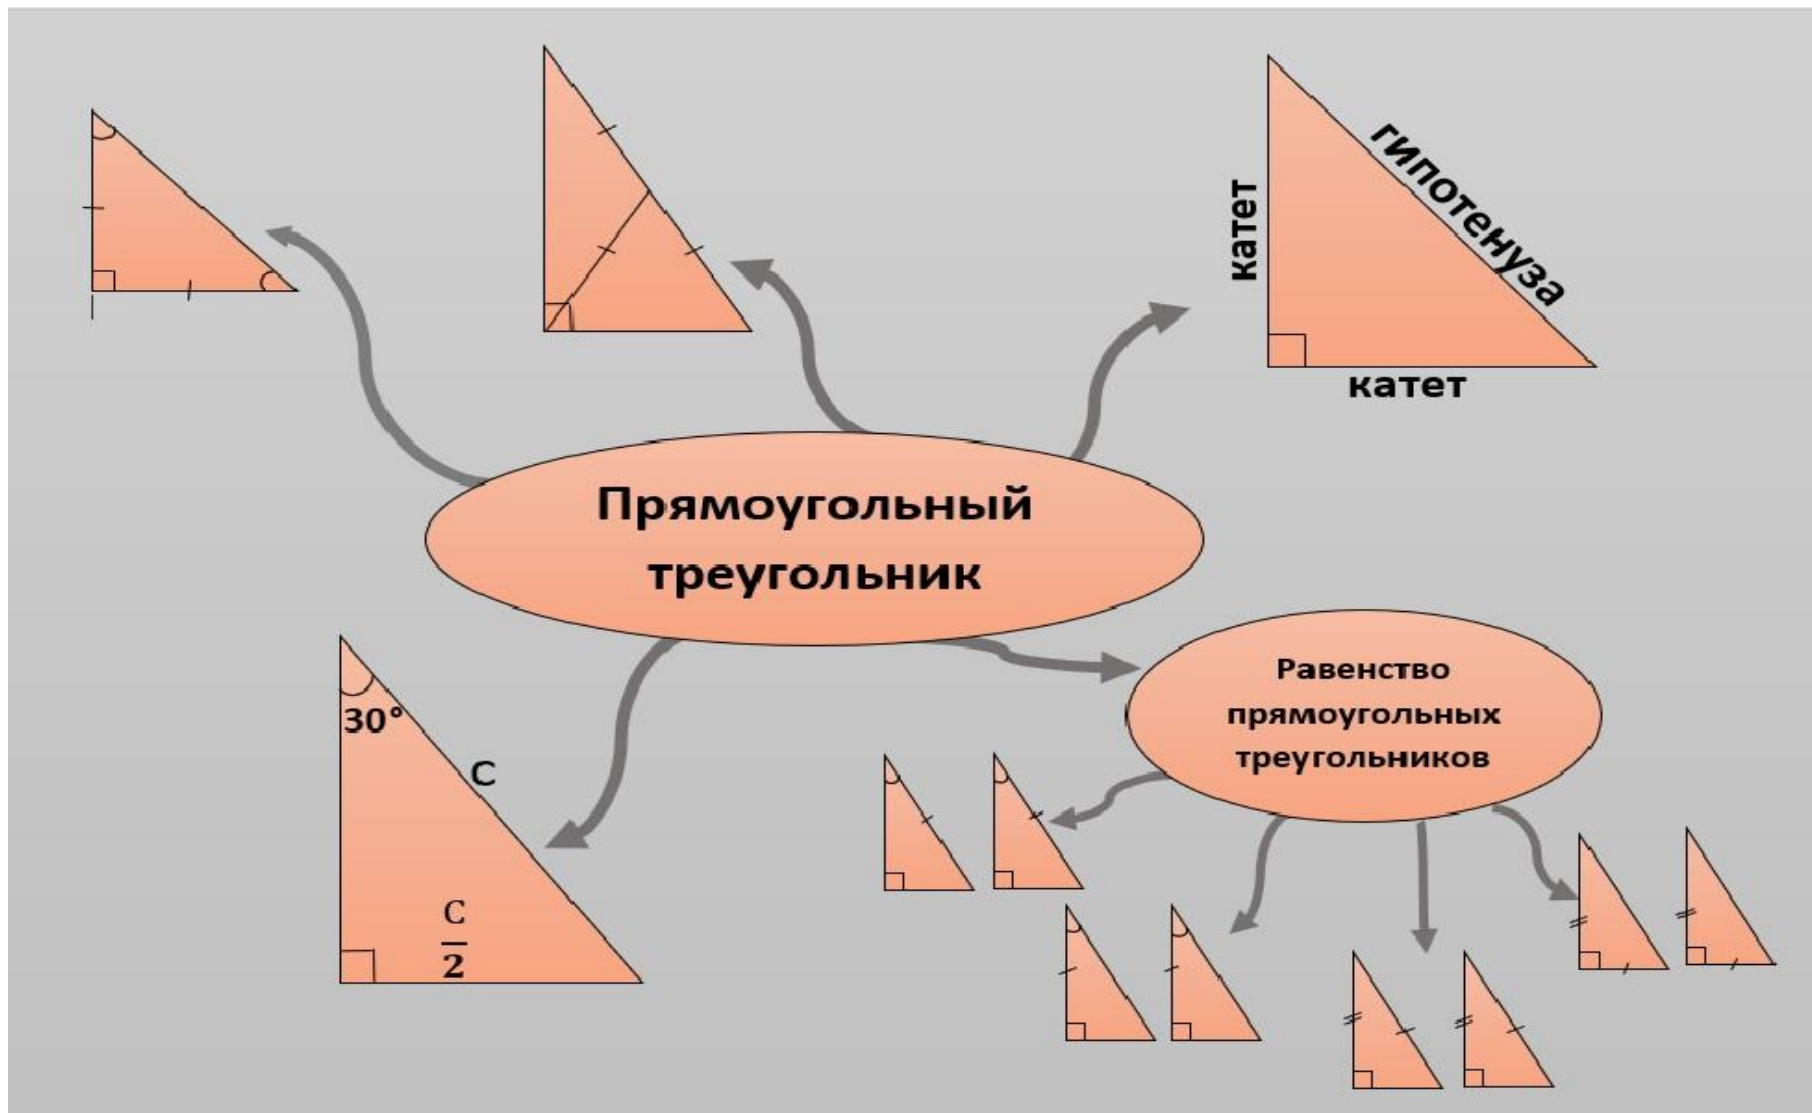 катет
гипотенуза
катет
Прямоугольный
треугольник
30°
C
C
2
Равенство
прямоугольных
треугольников